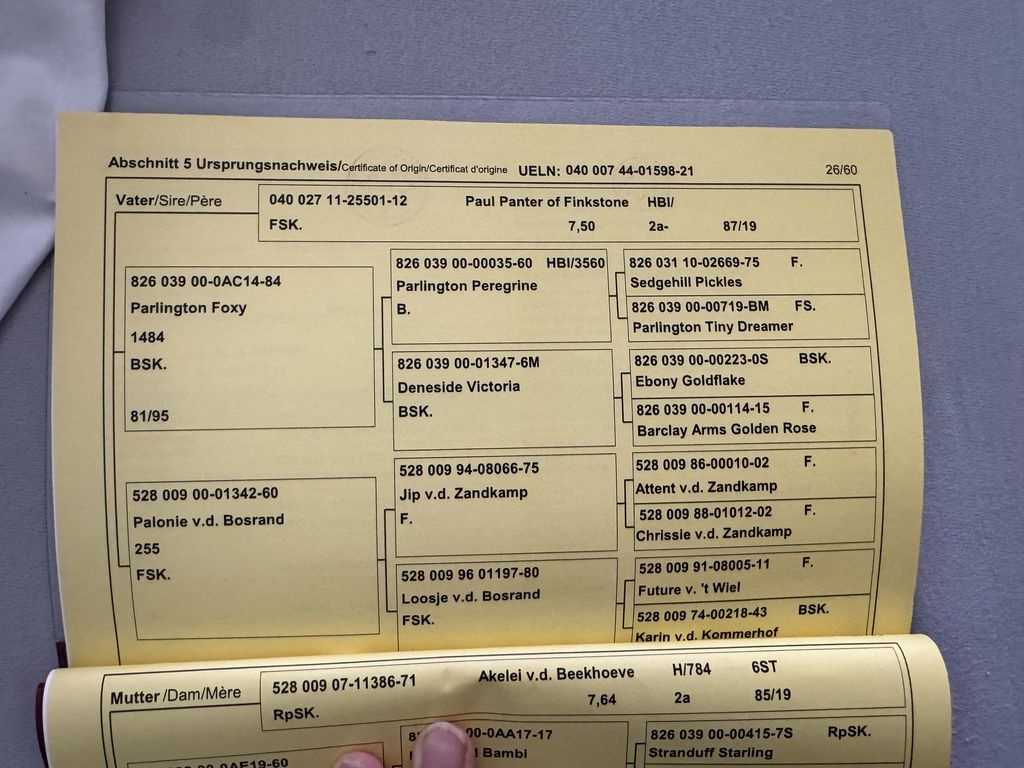 Abschnitt 5 Ursprungsnachweis/Certificate of Origin/Certificat d'origine UELN: 040 007 44-01598-21 26/60
Vater/Sire/Père
040 027 11-25501-12 Paul Panter of Finkstone HBI/
FSK. 7,50 2a- 87/19
826 039 00-0AC14-84
Parlington Foxy
1484
BSK.
81/95
826 039 00-00035-60 HBI/3560
Parlington Peregrine
B.
826 031 10-02669-75 F.
Sedgehill Pickles
826 039 00-00719-BM FS.
Parlington Tiny Dreamer
826 039 00-01347-6M
Deneside Victoria
BSK.
826 039 00-00223-0S BSK.
Ebony Goldflake
826 039 00-00114-15 F.
Barclay Arms Golden Rose
528 009 00-01342-60
Palonie v.d. Bosrand
255
FSK.
528 009 94-08066-75
Jip v.d. Zandkamp
F.
528 009 86-00010-02 F.
Attent v.d. Zandkamp
528 009 88-01012-02 F.
Chrissie v.d. Zandkamp
528 009 96 01197-80
Loosje v.d. Bosrand
FSK.
528 009 91-08005-11 F.
Future v. 't Wiel
528 009 74-00218-43 BSK.
Karin v.d. Kommerhof
Mutter /Dam/Mère
528 009 07-11386-71 Akelei v.d. Beekhoeve H/784 6ST
RpSK. 7,64 2a 85/19
00-0AA17-17
Bambi
826 039 00-00415-7S RpSK.
Stranduff Starling
00-0AE19-60